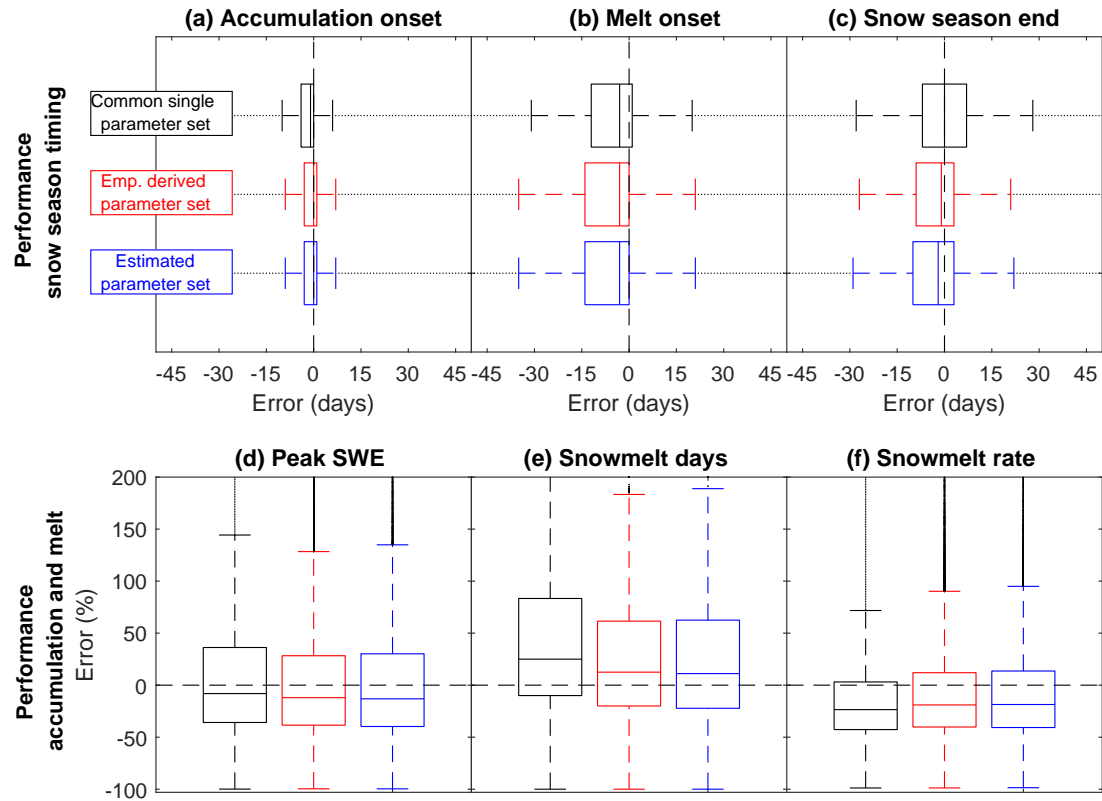 (a) Accumulation onset
(b) Melt onset
(c) Snow season end
Performance
snow season timing
Common single
parameter set
Emp. derived
parameter set
Estimated
parameter set
-45 -30 -15 0 15 30 45
-45 -30 -15 0 15 30 45
-45 -30 -15 0 15 30 45
Error (days)
Error (days)
Error (days)
(d) Peak SWE
(e) Snowmelt days
(f) Snowmelt rate
Performance
accumulation and melt
Error (%)
200
150
100
50
0
-50
-100